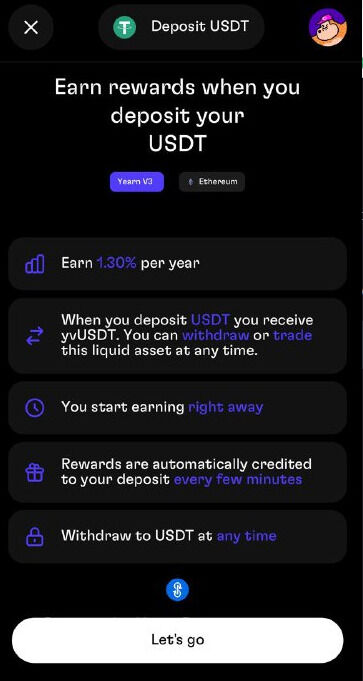 Deposit USDT
Earn rewards when you
deposit your
USDT
Yearn V3
Ethereum
Earn 1.30% per year
When you deposit USDT you receive
yvUSDT. You can withdraw or trade
this liquid asset at any time.
You start earning right away
Rewards are automatically credited
to your deposit every few minutes
Withdraw to USDT at any time
Let's go